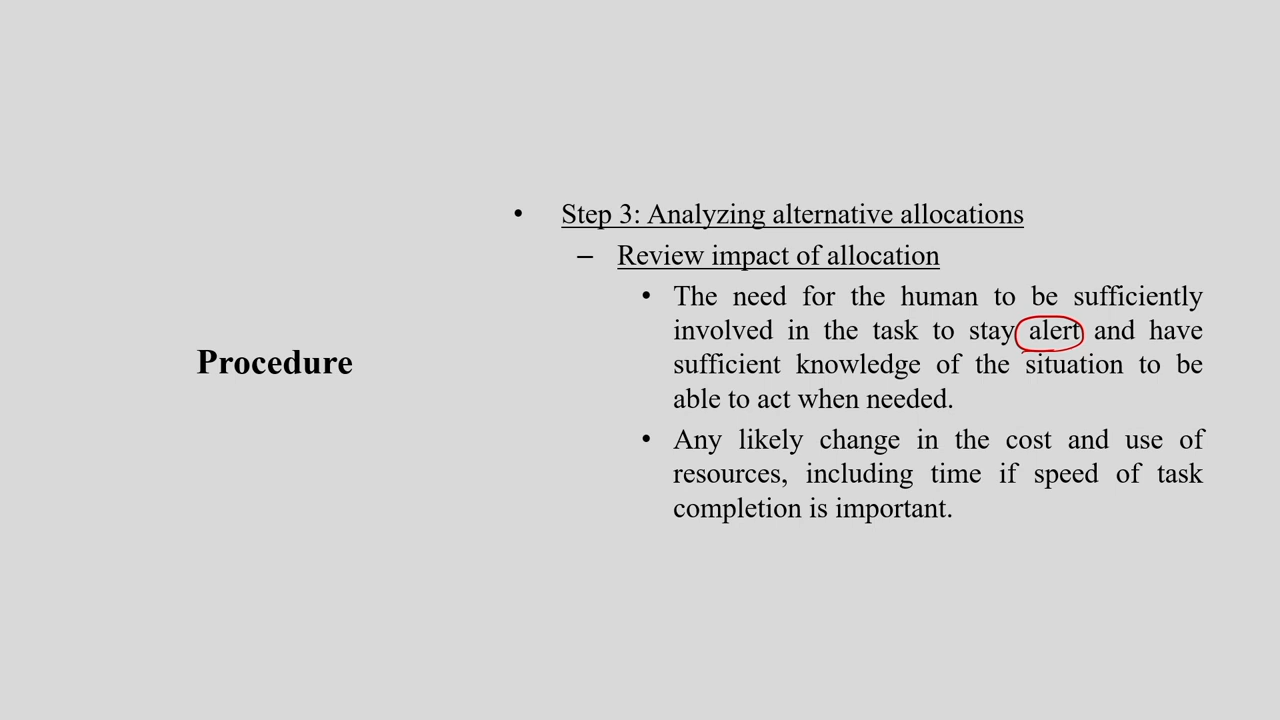 Procedure
• Step 3: Analyzing alternative allocations
– Review impact of allocation
• The need for the human to be sufficiently
involved in the task to stay alert and have
sufficient knowledge of the situation to be
able to act when needed.
• Any likely change in the cost and use of
resources, including time if speed of task
completion is important.